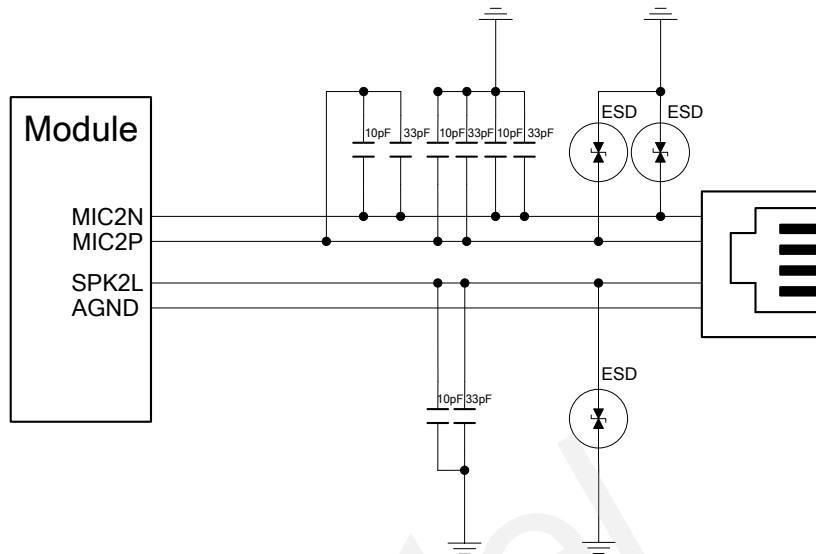 ESD ESD
Module
10pF 33pF 10pF 33pF 10pF 33pF
MIC2N
MIC2P
SPK2L
AGND
ESD
10pF 33pF